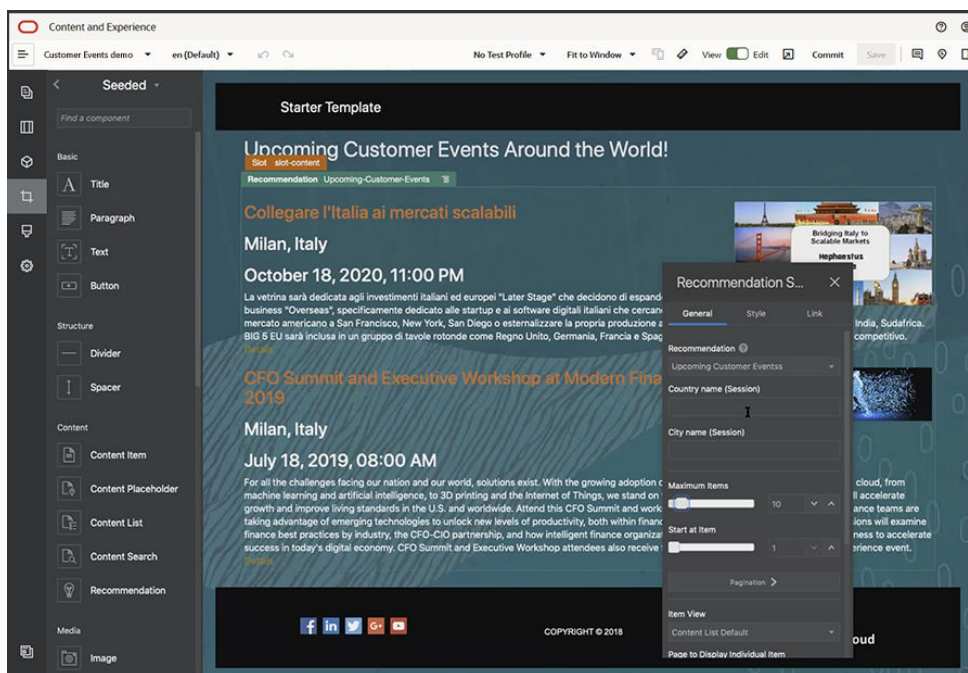 Content and Experience
Customer Events demo
en (Default)
No Test Profile
Fit to Window
View
Edit
Commit
Save
Seeded
Find a component
Basic
Title
Paragraph
Text
Button
Structure
Divider
Spacer
Content
Content Item
Content Placeholder
Content List
Content Search
Recommendation
Media
Image
Starter Template
Upcoming Customer Events Around the World!
Slot slot-content
Recommendation Upcoming-Customer-Events
Collegare l'Italia ai mercati scalabili
Milan, Italy
October 18, 2020, 11:00 PM
La vetrina sarà dedicata agli investimenti italiani ed europei "Later Stage" che decidono di
business "Overseas", specificamente dedicato alle startup e ai software digitali italiani che
mercato americano a San Francisco, New York, San Diego o esternalizzare la propria produzione a India, Sudafrica.
BIG 5 EU sarà inclusa in un gruppo di tavole rotonde come Regno Unito, Germania, Francia e competitivo.
Details
Bridging Italy to
Scalable Markets
CFO Summit and Executive Workshop at Modern
2019
Milan, Italy
July 18, 2019, 08:00 AM
For all the challenges facing our nation and our world, solutions exist. With the growing adoption cloud, from
machine learning and artificial intelligence, to 3D printing and the Internet of Things, we stand on accelerate
growth and improve living standards in the U.S. and worldwide. Attend this CFO Summit and teams are
taking advantage of emerging technologies to unlock new levels of productivity, both within will examine
finance best practices by industry, the CFO-CIO partnership, and how intelligent finance ness to accelerate
success in today's digital economy. CFO Summit and Executive Workshop attendees also receive event.
Details
COPYRIGHT © 2018
oud
Recommendation S...
General
Style
Link
Recommendation
Upcoming Customer Eventss
Country name (Session)
City name (Session)
Maximum Items
10
Start at Item
1
Pagination
Item View
Content List Default
Page to Display Individual Item